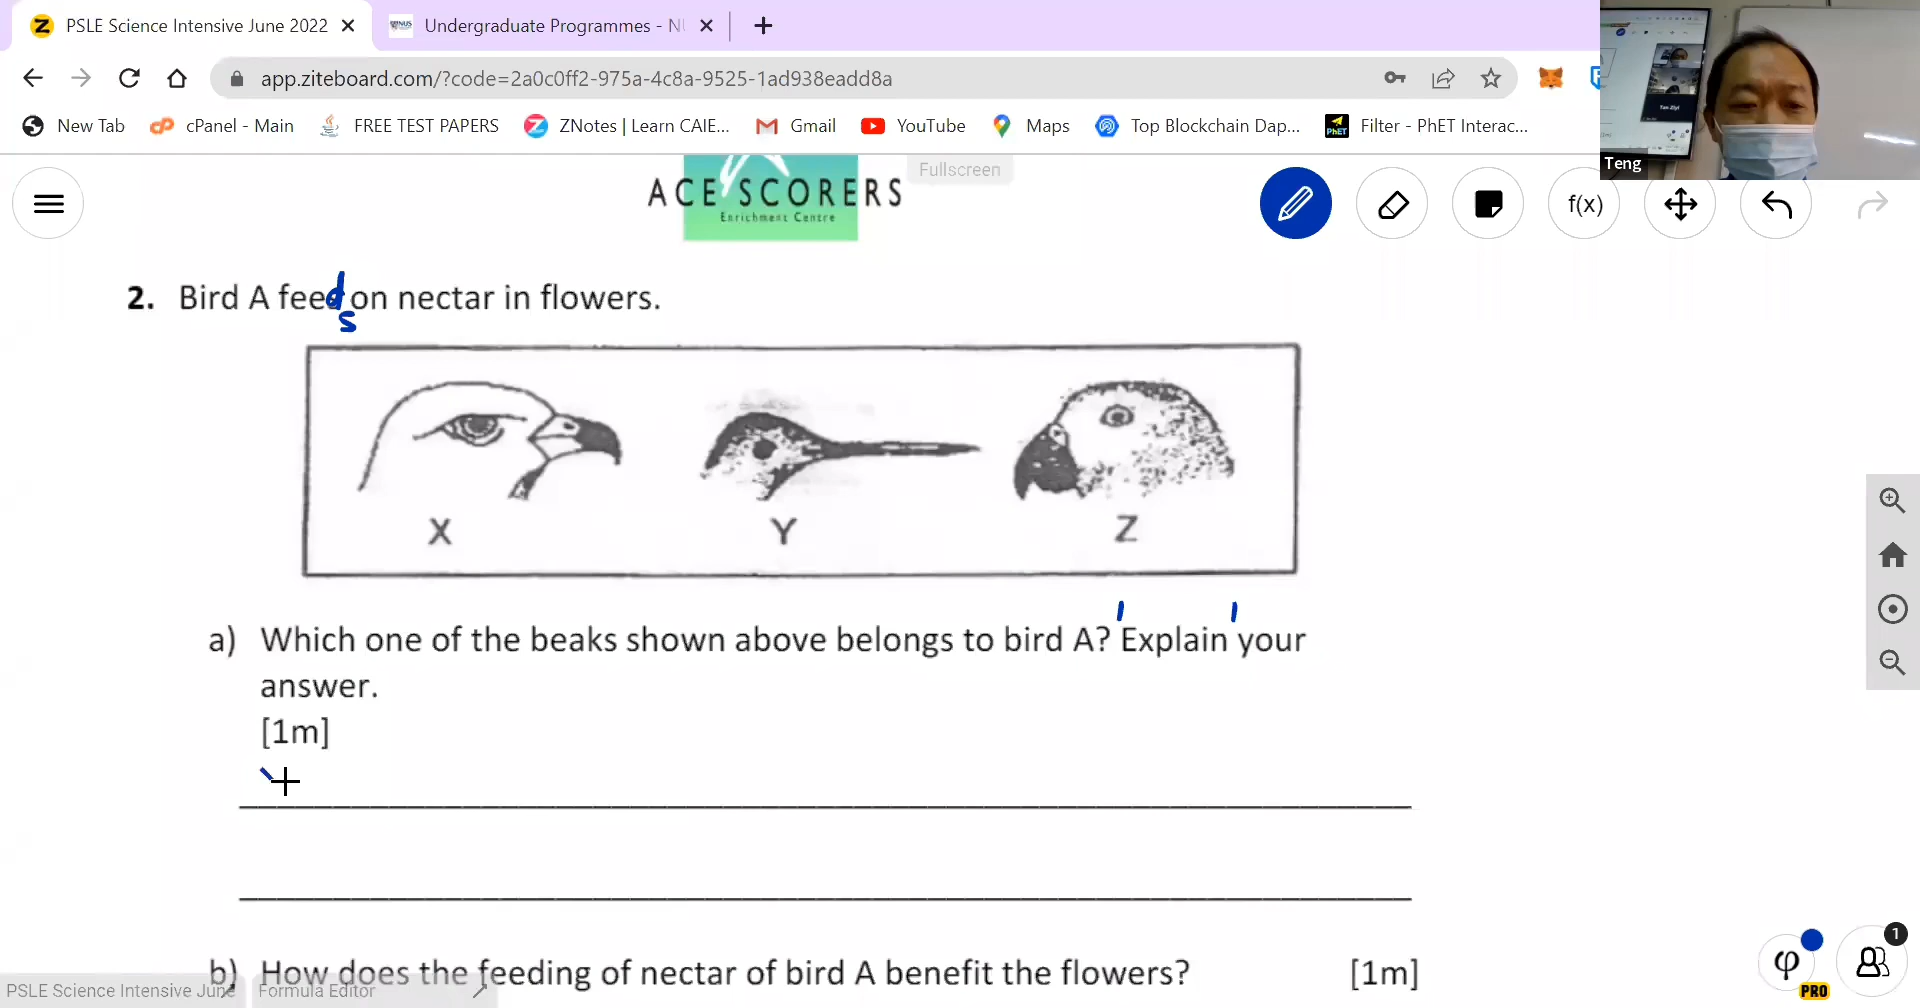 PSLE Science Intensive June 2022
Undergraduate Programmes - NU
app.ziteboard.com/?code=2a0c0ff2-975a-4c8a-9525-1ad938eadd8a
New Tab
cPanel - Main
FREE TEST PAPERS
ZNotes | Learn CAIE...
Gmail
YouTube
Maps
Top Blockchain Dap...
Filter - PhET Interac...
Teng
Fullscreen
ACE SCORERS
Enrichment Centre
f(x)
2. Bird A feed on nectar in flowers.
s
X Y Z
a) Which one of the beaks shown above belongs to bird A? Explain your
answer.
[1m]
b) How does the feeding of nectar of bird A benefit the flowers? [1m]
PSLE Science Intensive June
Formula Editor
φ
PRO
1